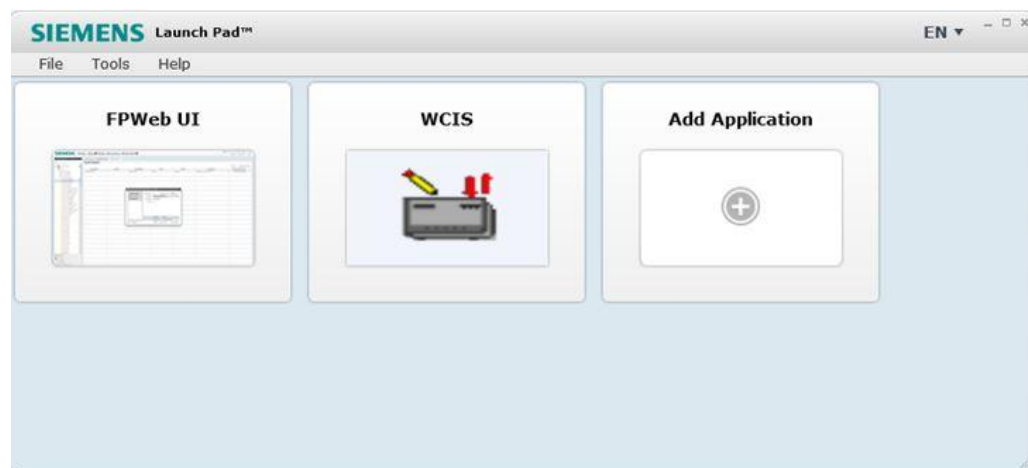 SIEMENS Launch Pad™
EN
File Tools Help
FPWeb UI
WCIS
Add Application